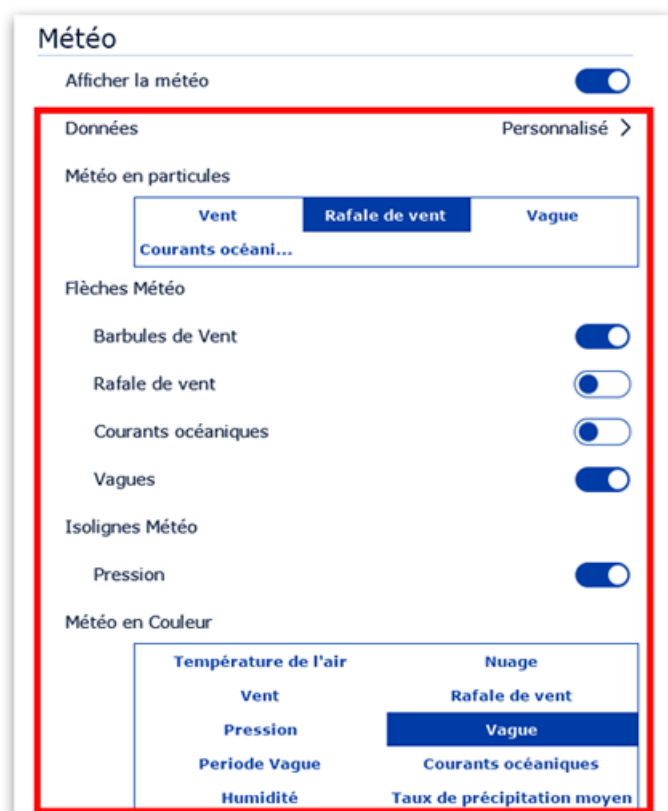 Météo
Afficher la météo
Données Personnalisé
Météo en particules
Vent Rafale de vent Vague
Courants océani...
Flèches Météo
Barbules de Vent
Rafale de vent
Courants océaniques
Vagues
Isolignes Météo
Pression
Météo en Couleur
Température de l'air Nuage
Vent Rafale de vent
Pression Vague
Periode Vague Courants océaniques
Humidité Taux de précipitation moyen